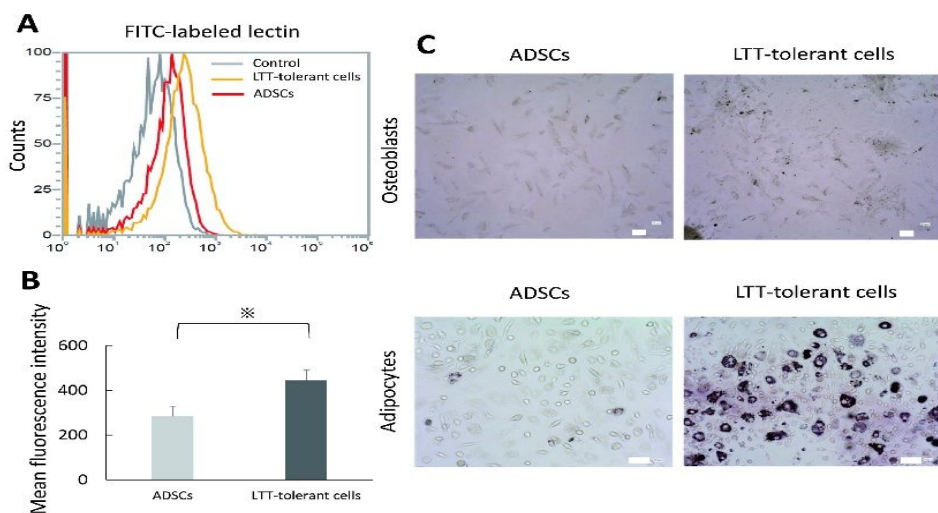 A
FITC-labeled lectin
Control
LTT-tolerant cells
ADSCs
Counts
100
75
50
25
0
10⁰
10¹
10²
10³
10⁴
B
※
Mean fluorescence intensity
600
400
200
0
ADSCs
LTT-tolerant cells
C
ADSCs
LTT-tolerant cells
Osteoblasts
ADSCs
LTT-tolerant cells
Adipocytes